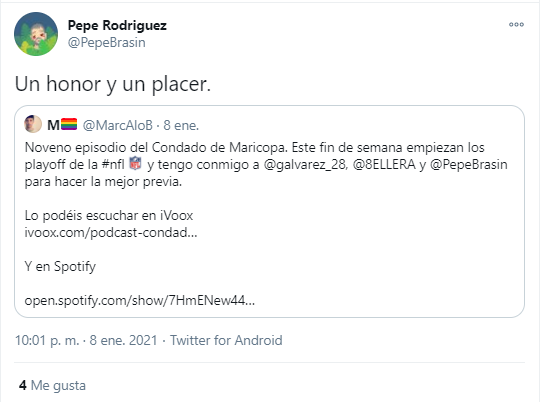 Pepe Rodriguez
@PepeBrasin
Un honor y un placer.
M🏳️‍🌈 @MarcAloB · 8 ene.
Noveno episodio del Condado de Maricopa. Este fin de semana empiezan los
playoff de la #nfl y tengo conmigo a @galvarez_28, @8ELLERA y @PepeBrasin
para hacer la mejor previa.
Lo podéis escuchar en iVoox
ivoox.com/podcast-condad...
Y en Spotify
open.spotify.com/show/7HmENew44...
10:01 p. m. · 8 ene. 2021 · Twitter for Android
4 Me gusta